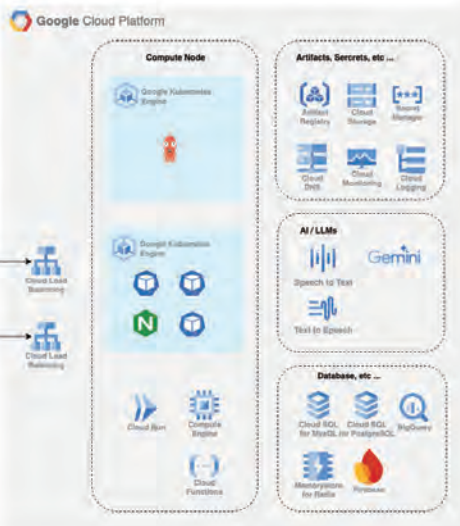 Google Cloud Platform
Compute Node
Google Kubernetes
Engine
Google Kubernetes
Engine
Cloud Load
Balancing
Cloud Load
Balancing
Cloud Run
Compute
Engine
Cloud
Functions
Artifacts, Sercrets, etc ...
Artifact
Registry
Cloud
Storage
Secret
Manager
Cloud
DNS
Cloud
Monitoring
Cloud
Logging
AI / LLMs
Speech to Text
Gemini
Text to Speech
Database, etc ...
Cloud SQL
for MySQL
Cloud SQL
for PostgreSQL
BigQuery
Memorystore
for Redis
Firebase